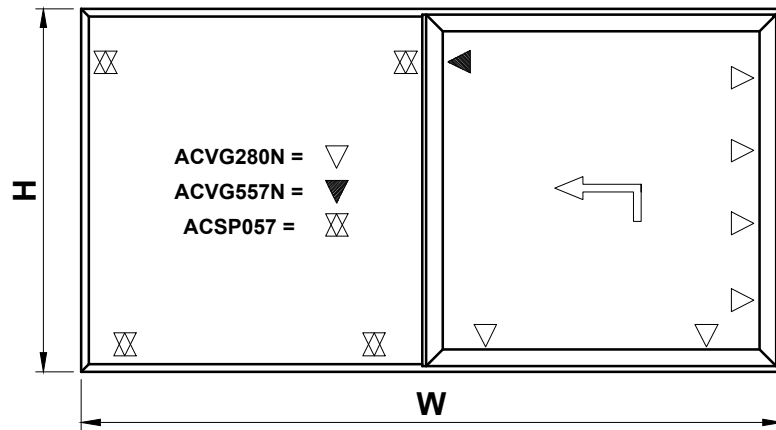 H
ACVG280N =
ACVG557N =
ACSP057 =
W